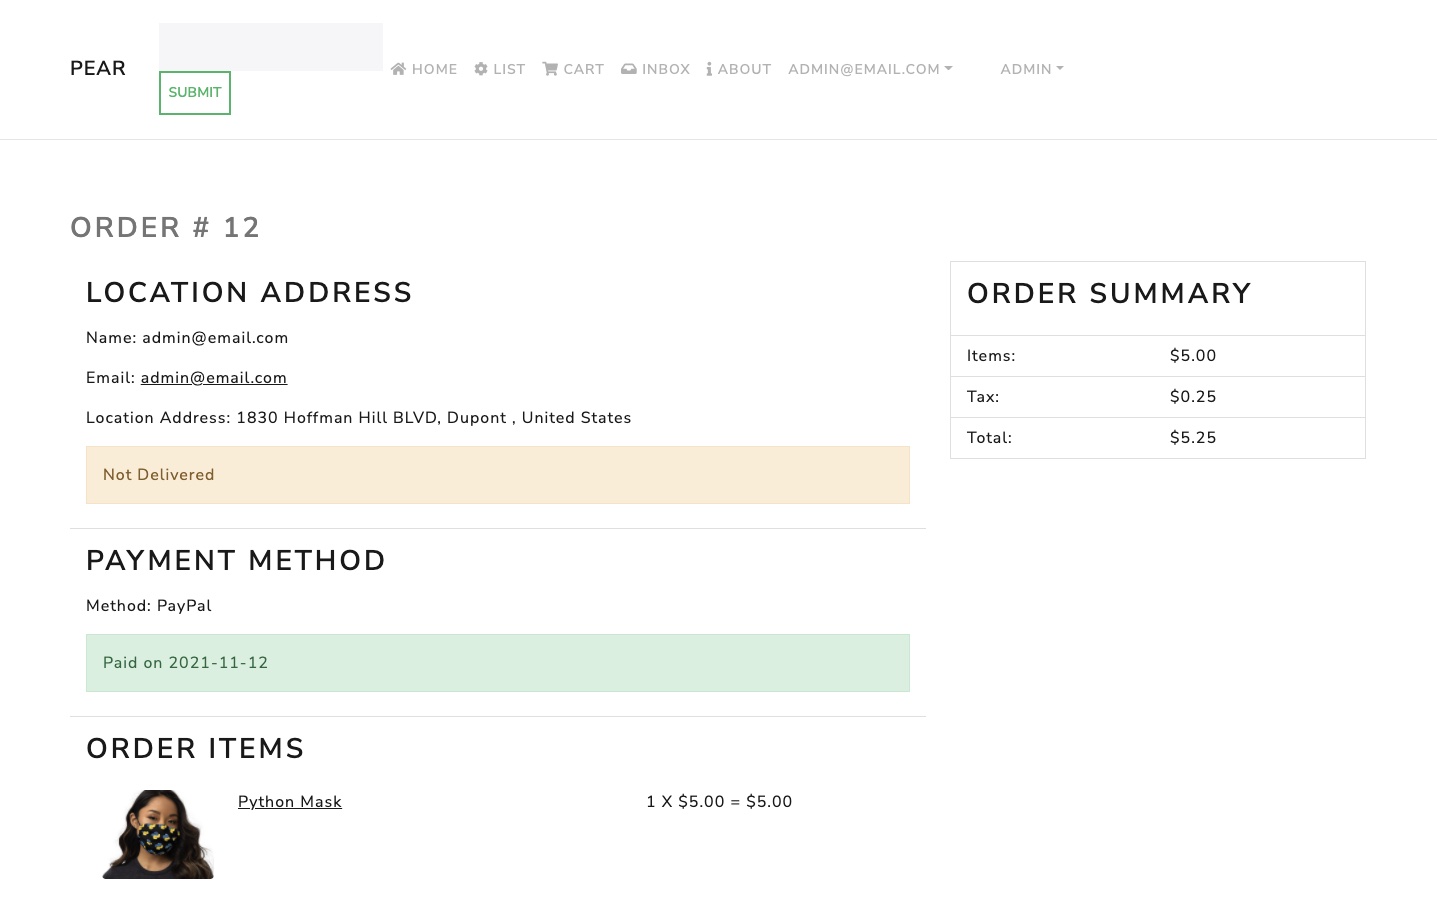 PEAR
SUBMIT
HOME LIST CART INBOX ABOUT ADMIN@EMAIL.COM ADMIN
ORDER # 12
LOCATION ADDRESS
Name: admin@email.com
Email: admin@email.com
Location Address: 1830 Hoffman Hill BLVD, Dupont , United States
Not Delivered
PAYMENT METHOD
Method: PayPal
Paid on 2021-11-12
ORDER ITEMS
Python Mask 1 X $5.00 = $5.00
ORDER SUMMARY
Items: $5.00
Tax: $0.25
Total: $5.25